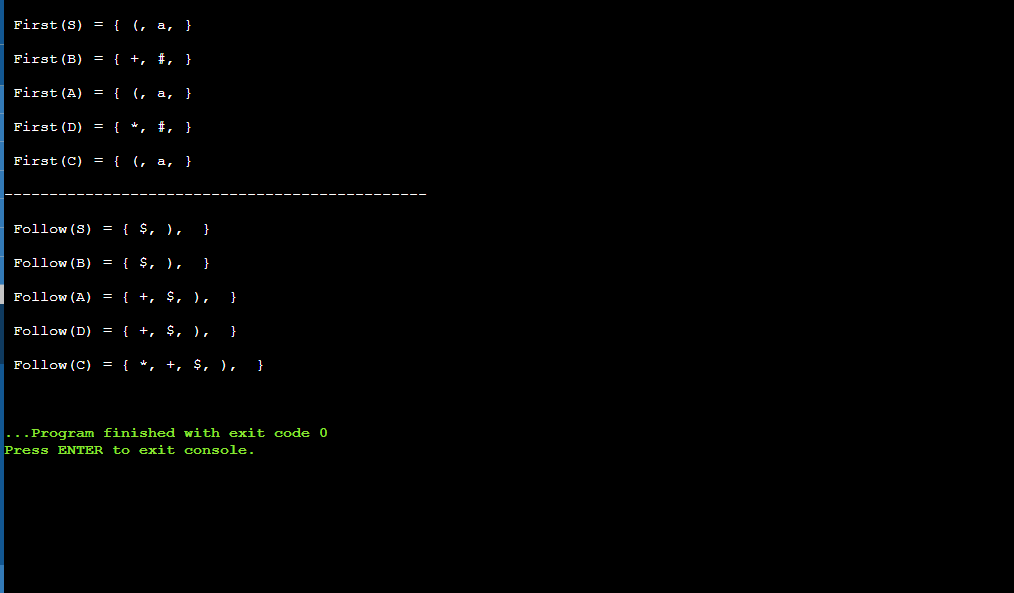 First(S) = { (, a, }
First(B) = { +, #, }
First(A) = { (, a, }
First(D) = { *, #, }
First(C) = { (, a, }
-----------------------------------------------
Follow(S) = { $, ),  }
Follow(B) = { $, ),  }
Follow(A) = { +, $, ),  }
Follow(D) = { +, $, ),  }
Follow(C) = { *, +, $, ),  }
...Program finished with exit code 0
Press ENTER to exit console.